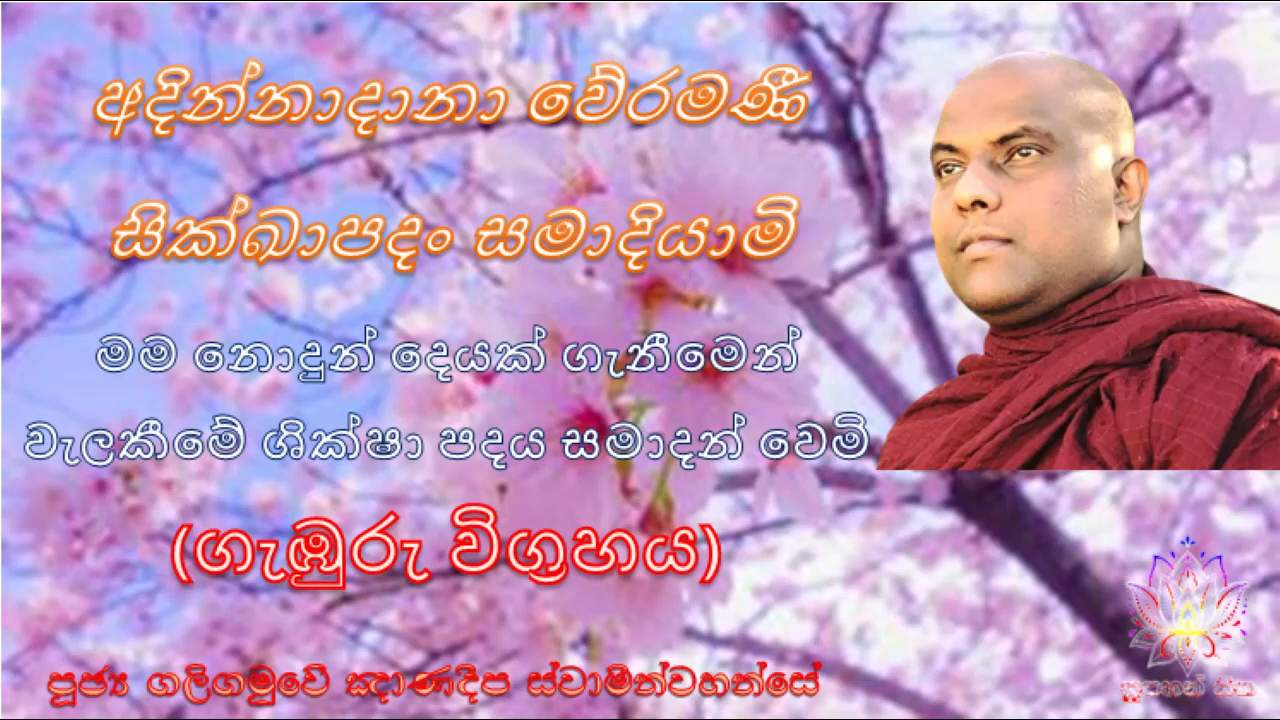 අදින්නාදානා වේරමණී
සික්ඛාපදං සමාදියාමි
මම නොදුන් දෙයක් ගැනීමෙන්
වැලකීමේ ශික්ෂා පදය සමාදන් වෙමි
(ගැඹුරු විග්‍රහය)
පූජ්‍ය ගලිගමුවේ ඤාණදීප ස්වාමීන්වහන්සේ